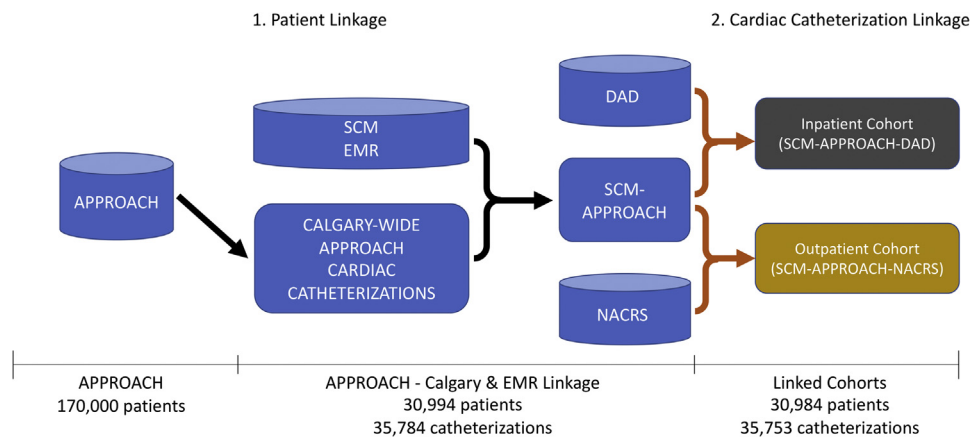 1. Patient Linkage
2. Cardiac Catheterization Linkage
APPROACH
SCM
EMR
CALGARY-WIDE
APPROACH
CARDIAC
CATHETERIZATIONS
DAD
SCM-
APPROACH
NACRS
Inpatient Cohort
(SCM-APPROACH-DAD)
Outpatient Cohort
(SCM-APPROACH-NACRS)
APPROACH
170,000 patients
APPROACH - Calgary & EMR Linkage
30,994 patients
35,784 catheterizations
Linked Cohorts
30,984 patients
35,753 catheterizations